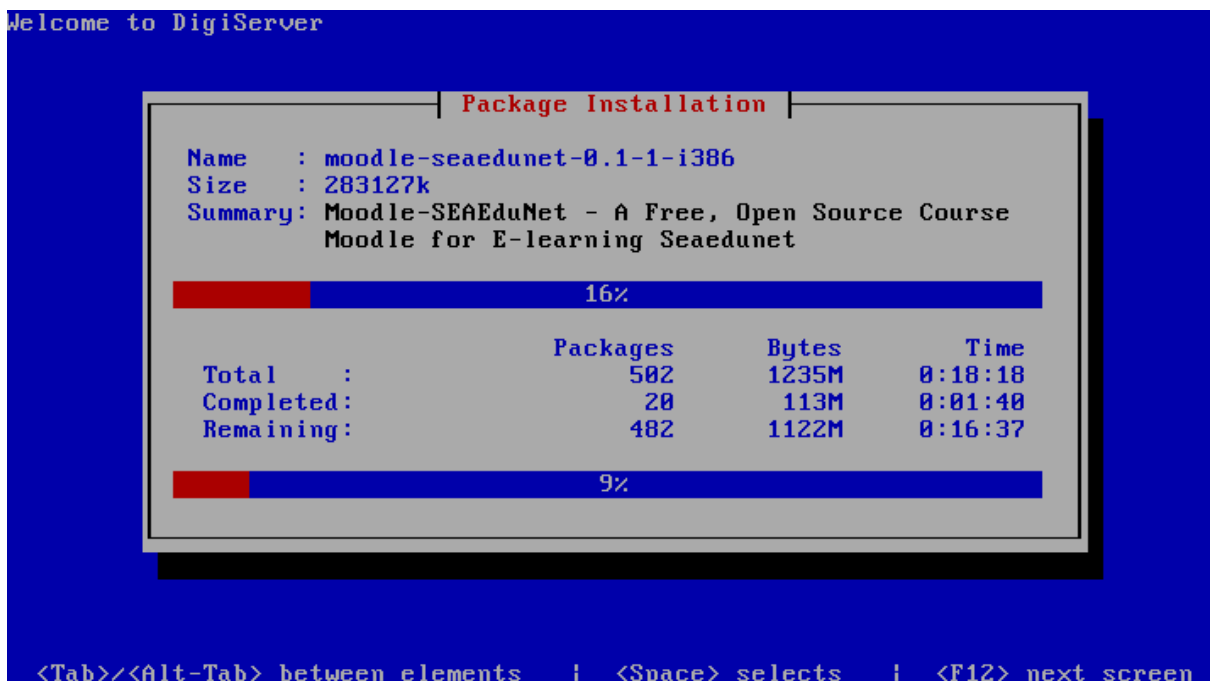 Welcome to DigiServer
Package Installation
Name : moodle-seaedunet-0.1-1-i386
Size : 283127k
Summary: Moodle-SEAEduNet - A Free, Open Source Course
Moodle for E-learning Seaedunet
16%
Packages Bytes Time
Total : 502 1235M 0:18:18
Completed: 20 113M 0:01:40
Remaining: 482 1122M 0:16:37
9%
<Tab>/<Alt-Tab> between elements | <Space> selects | <F12> next screen